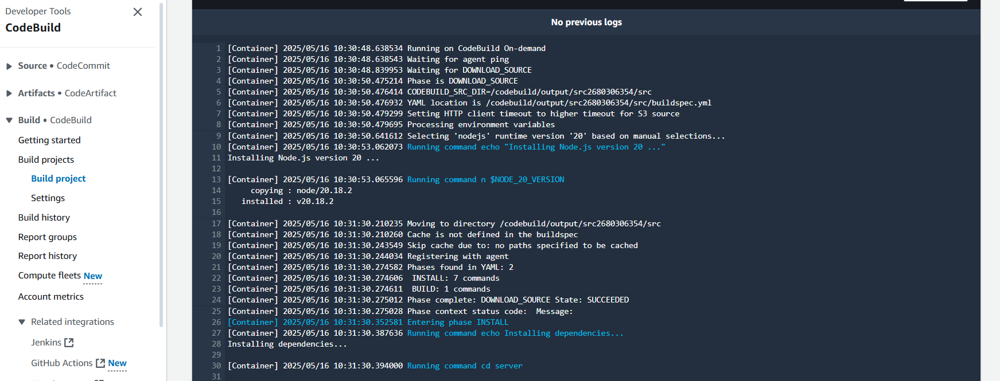 Developer Tools
CodeBuild
Source • CodeCommit
Artifacts • CodeArtifact
Build • CodeBuild
Getting started
Build projects
Build project
Settings
Build history
Report groups
Report history
Compute fleets New
Account metrics
Related integrations
Jenkins
GitHub Actions New
No previous logs
1 [Container] 2025/05/16 10:30:48.638534 Running on CodeBuild On-demand
2 [Container] 2025/05/16 10:30:48.638543 Waiting for agent ping
3 [Container] 2025/05/16 10:30:48.839953 Waiting for DOWNLOAD_SOURCE
4 [Container] 2025/05/16 10:30:50.475214 Phase is DOWNLOAD_SOURCE
5 [Container] 2025/05/16 10:30:50.476414 CODEBUILD_SRC_DIR=/codebuild/output/src2680306354/src
6 [Container] 2025/05/16 10:30:50.476932 YAML location is /codebuild/output/src2680306354/src/buildspec.yml
7 [Container] 2025/05/16 10:30:50.479299 Setting HTTP client timeout to higher timeout for S3 source
8 [Container] 2025/05/16 10:30:50.479695 Processing environment variables
9 [Container] 2025/05/16 10:30:50.641612 Selecting 'nodejs' runtime version '20' based on manual selections...
10 [Container] 2025/05/16 10:30:53.062073 Running command echo "Installing Node.js version 20 ..."
11 Installing Node.js version 20 ...
12
13 [Container] 2025/05/16 10:30:53.065596 Running command n $NODE_20_VERSION
14 copying : node/20.18.2
15 installed : v20.18.2
16
17 [Container] 2025/05/16 10:31:30.210235 Moving to directory /codebuild/output/src2680306354/src
18 [Container] 2025/05/16 10:31:30.210260 Cache is not defined in the buildspec
19 [Container] 2025/05/16 10:31:30.243549 Skip cache due to: no paths specified to be cached
20 [Container] 2025/05/16 10:31:30.244034 Registering with agent
21 [Container] 2025/05/16 10:31:30.274582 Phases found in YAML: 2
22 [Container] 2025/05/16 10:31:30.274606  INSTALL: 7 commands
23 [Container] 2025/05/16 10:31:30.274611  BUILD: 1 commands
24 [Container] 2025/05/16 10:31:30.275012 Phase complete: DOWNLOAD_SOURCE State: SUCCEEDED
25 [Container] 2025/05/16 10:31:30.275028 Phase context status code:  Message:
26 [Container] 2025/05/16 10:31:30.352581 Entering phase INSTALL
27 [Container] 2025/05/16 10:31:30.387636 Running command echo Installing dependencies...
28 Installing dependencies...
29
30 [Container] 2025/05/16 10:31:30.394000 Running command cd server
31